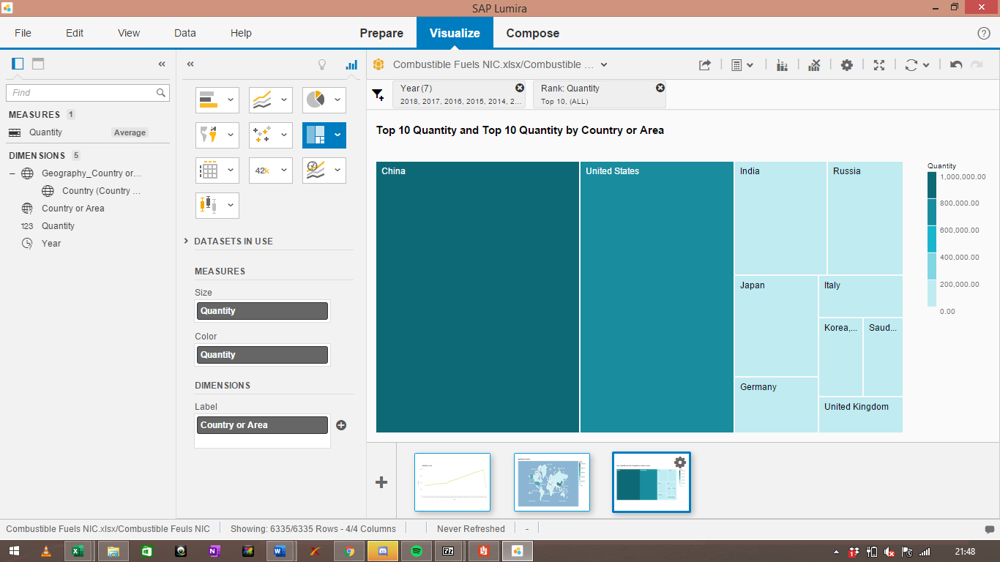 SAP Lumira
File Edit View Data Help
Prepare Visualize Compose
Find
MEASURES 1
Quantity Average
DIMENSIONS 5
Geography_Country or...
Country (Country ...
Country or Area
123 Quantity
Year
42k
DATASETS IN USE
MEASURES
Size
Quantity
Color
Quantity
DIMENSIONS
Label
Country or Area
Combustible Fuels NIC.xlsx/Combustible ...
Year (7)
2018, 2017, 2016, 2015, 2014, 2...
Rank: Quantity
Top 10, (ALL)
Top 10 Quantity and Top 10 Quantity by Country or Area
China
United States
India
Russia
Japan
Italy
Korea,...
Saud...
Germany
United Kingdom
Quantity
1,000,000.00
800,000.00
600,000.00
400,000.00
200,000.00
0.00
Combustible Fuels NIC.xlsx/Combustible Feuls NIC
Showing: 6335/6335 Rows - 4/4 Columns
Never Refreshed
-
21:48